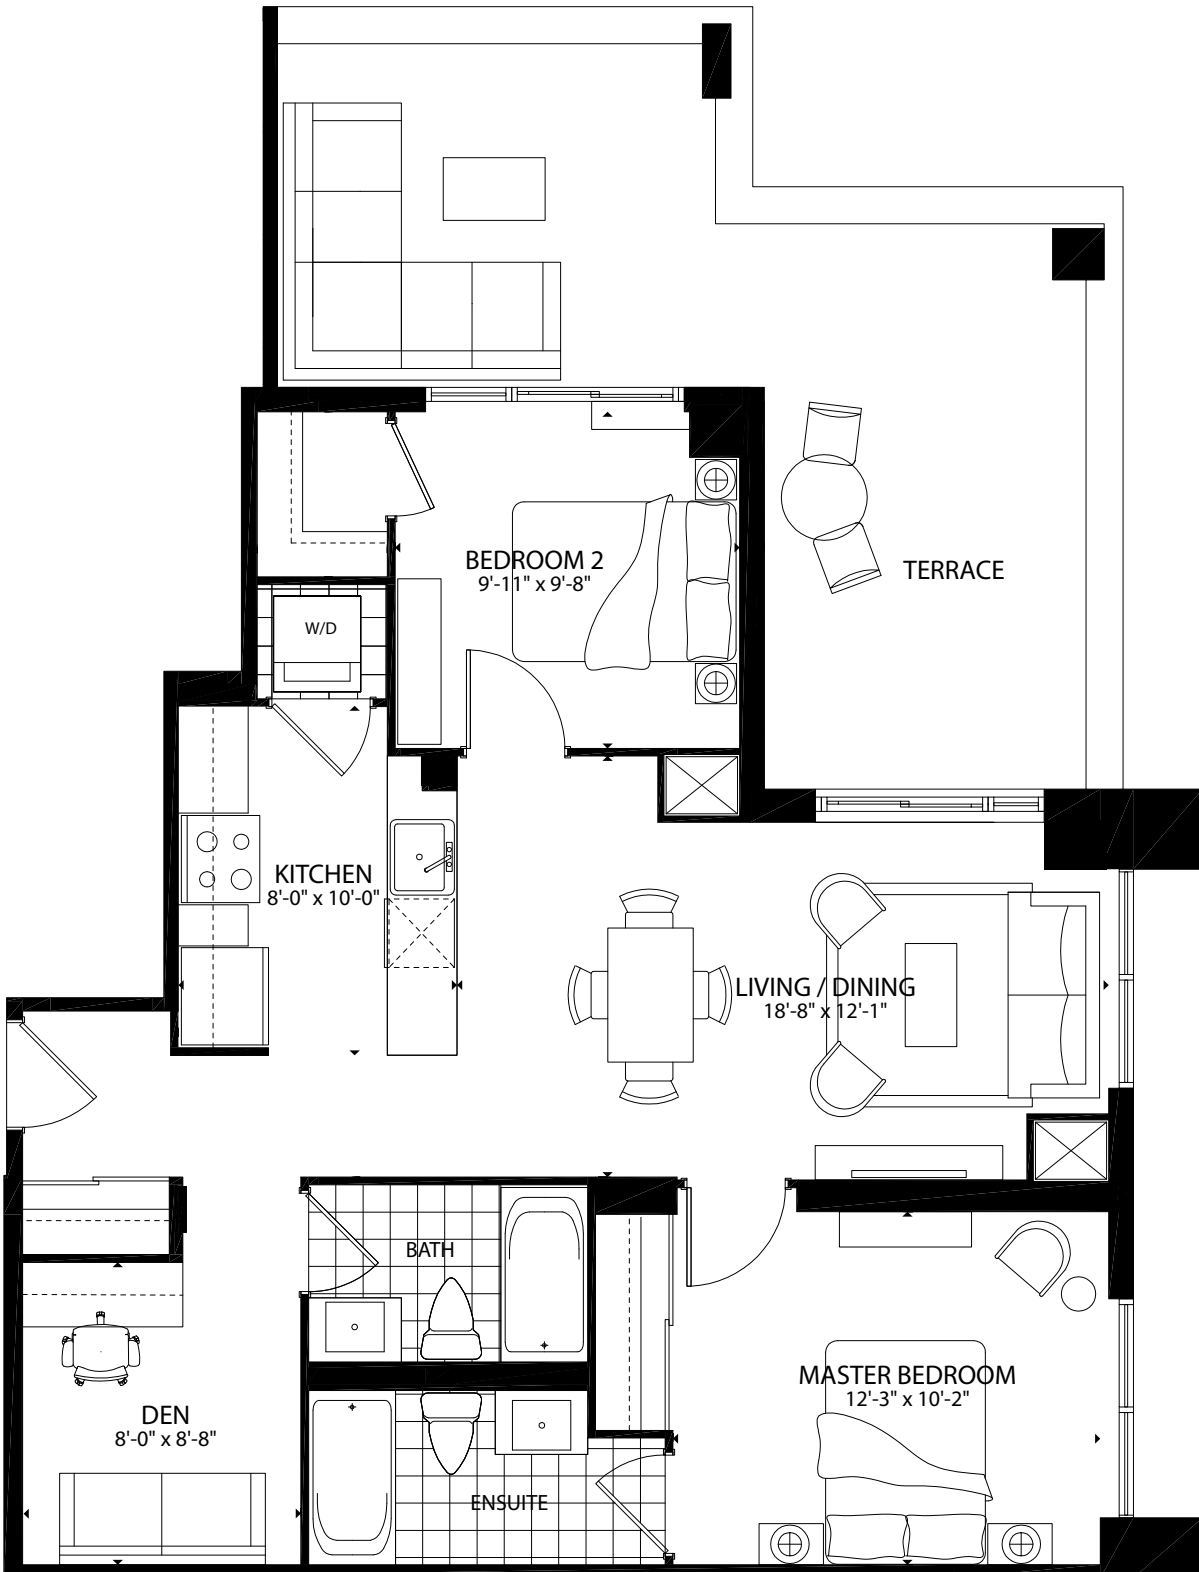 BEDROOM 2
9'-11" x 9'-8"
TERRACE
W/D
KITCHEN
8'-0" x 10'-0"
LIVING / DINING
18'-8" x 12'-1"
BATH
MASTER BEDROOM
12'-3" x 10'-2"
DEN
8'-0" x 8'-8"
ENSUITE